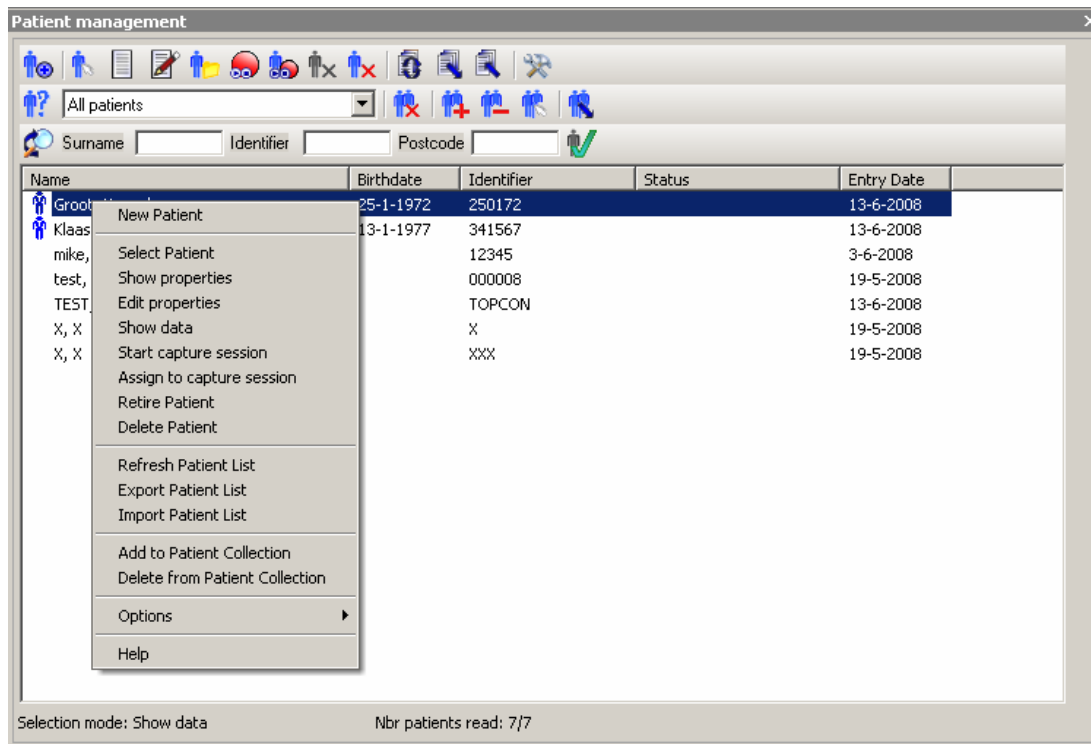 Patient management
All patients
Surname Identifier Postcode
Name Birthdate Identifier Status Entry Date
25-1-1972 250172 13-6-2008
Klaas 13-1-1977 341567 13-6-2008
mike, 12345 3-6-2008
test, 000008 19-5-2008
TEST_ TOPCON 13-6-2008
X, X X 19-5-2008
X, X XXX 19-5-2008
New Patient
Select Patient
Show properties
Edit properties
Show data
Start capture session
Assign to capture session
Retire Patient
Delete Patient
Refresh Patient List
Export Patient List
Import Patient List
Add to Patient Collection
Delete from Patient Collection
Options
Help
Selection mode: Show data Nbr patients read: 7/7